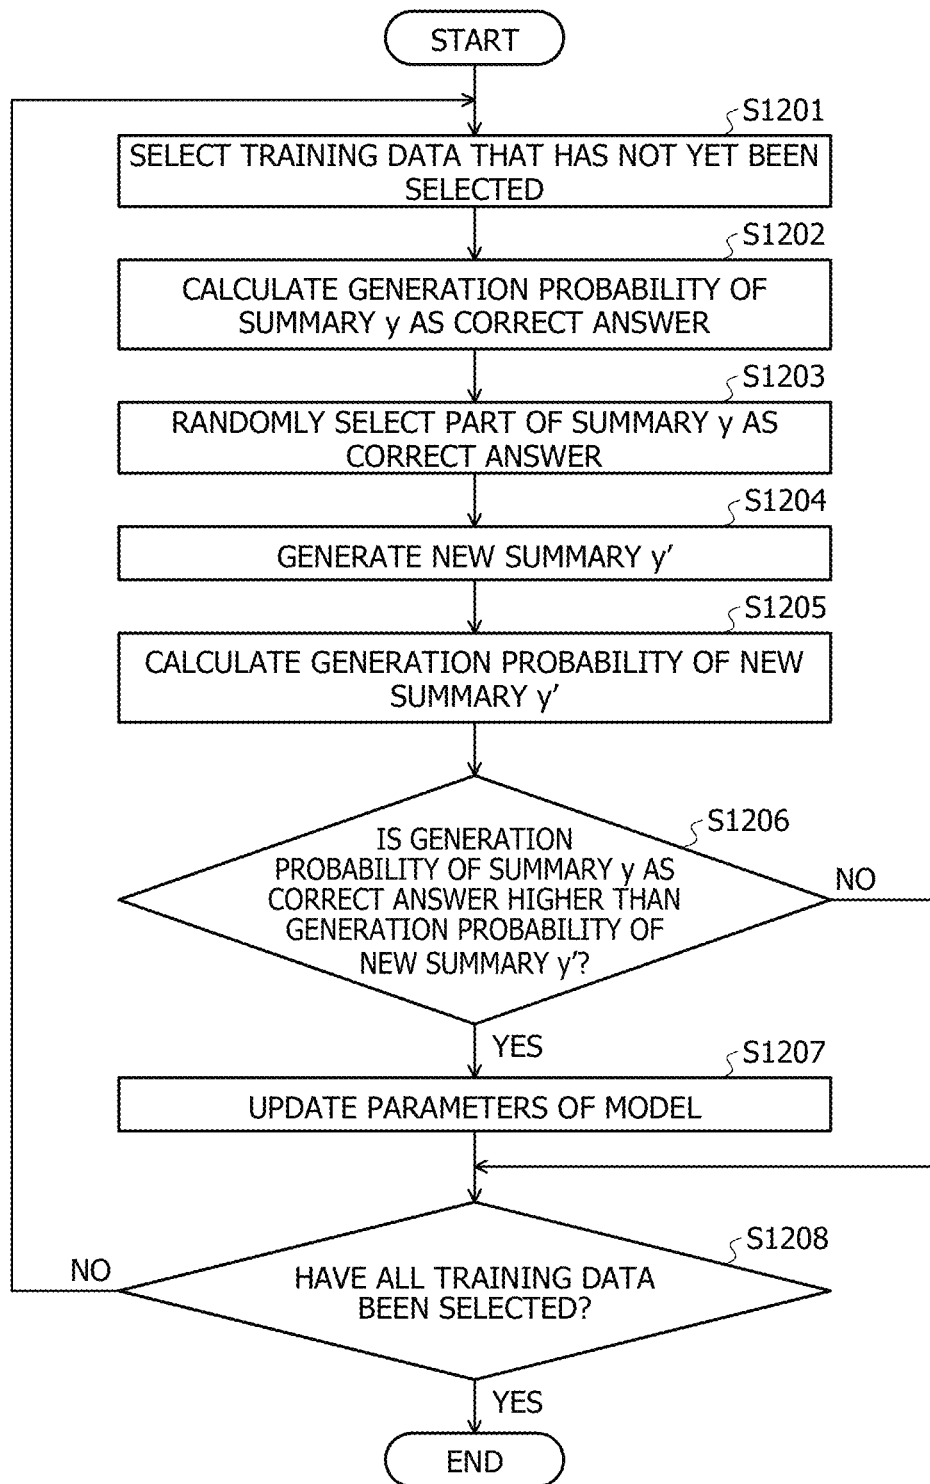 START
S1201
SELECT TRAINING DATA THAT HAS NOT YET BEEN
SELECTED
S1202
CALCULATE GENERATION PROBABILITY OF
SUMMARY y AS CORRECT ANSWER
S1203
RANDOMLY SELECT PART OF SUMMARY y AS
CORRECT ANSWER
S1204
GENERATE NEW SUMMARY y'
S1205
CALCULATE GENERATION PROBABILITY OF NEW
SUMMARY y'
S1206
IS GENERATION
PROBABILITY OF SUMMARY y AS
CORRECT ANSWER HIGHER THAN
GENERATION PROBABILITY OF
NEW SUMMARY y'?
NO
YES
S1207
UPDATE PARAMETERS OF MODEL
S1208
NO
HAVE ALL TRAINING DATA
BEEN SELECTED?
YES
END